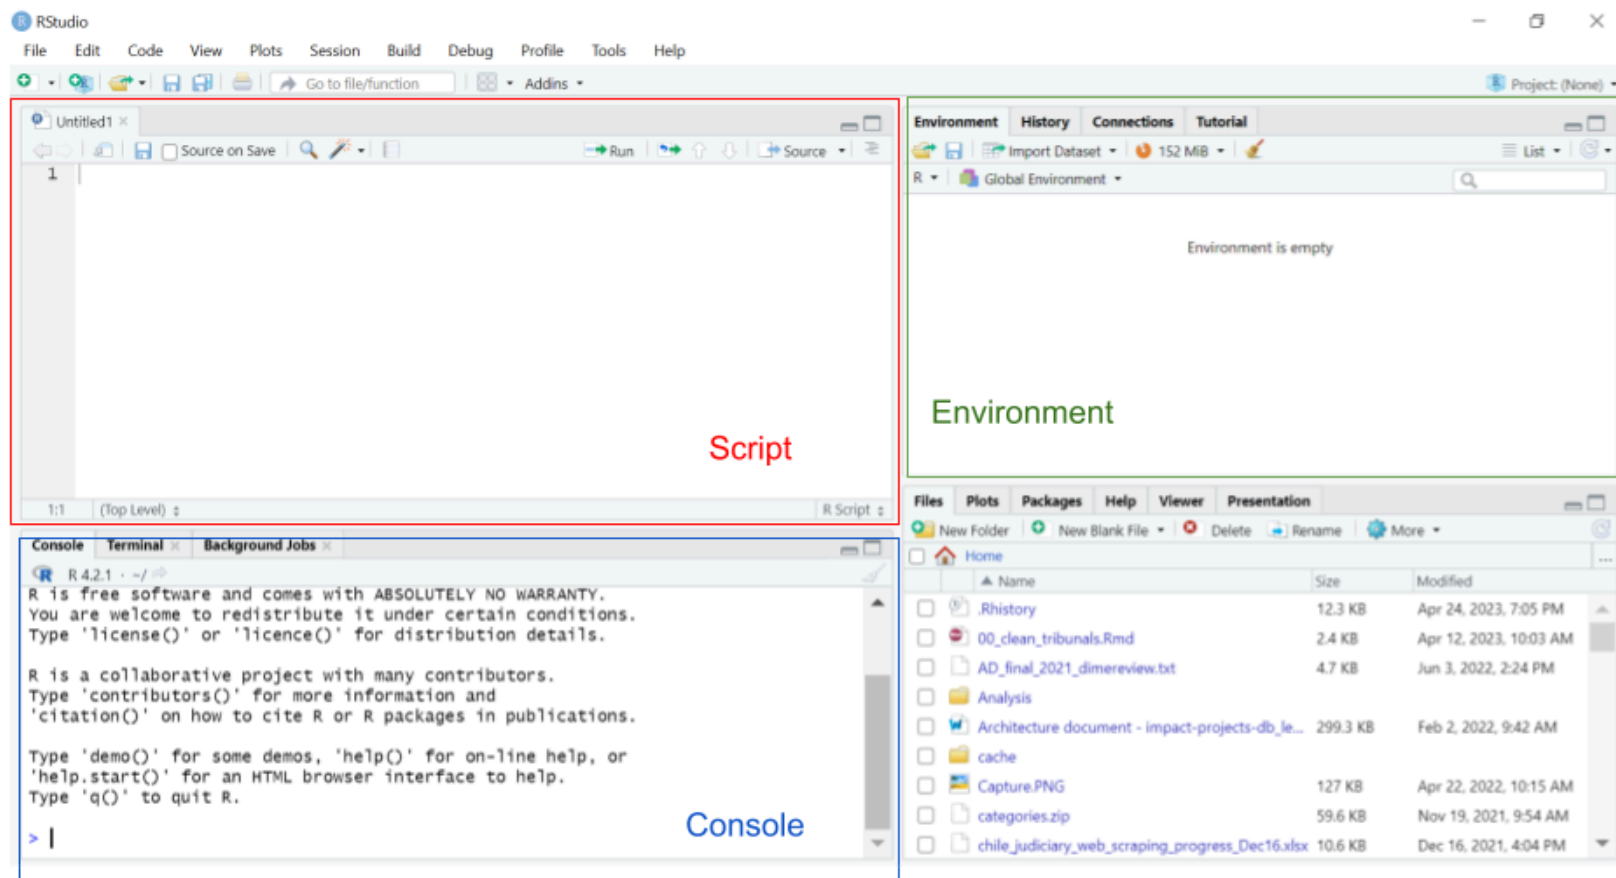 RStudio
File Edit Code View Plots Session Build Debug Profile Tools Help
Go to file/function Addins Project: (None)
Untitled1
Source on Save Run Source
1
Script
1:1 (Top Level) R Script
Environment History Connections Tutorial
Import Dataset 152 MiB List
R Global Environment
Environment is empty
Environment
Console Terminal Background Jobs
R 4.2.1 · ~/
R is free software and comes with ABSOLUTELY NO WARRANTY.
You are welcome to redistribute it under certain conditions.
Type 'license()' or 'licence()' for distribution details.
R is a collaborative project with many contributors.
Type 'contributors()' for more information and
'citation()' on how to cite R or R packages in publications.
Type 'demo()' for some demos, 'help()' for on-line help, or
'help.start()' for an HTML browser interface to help.
Type 'q()' to quit R.
>
Console
Files Plots Packages Help Viewer Presentation
New Folder New Blank File Delete Rename More
Home ...
Name Size Modified
.Rhistory 12.3 KB Apr 24, 2023, 7:05 PM
00_clean_tribunals.Rmd 2.4 KB Apr 12, 2023, 10:03 AM
AD_final_2021_dimereview.txt 4.7 KB Jun 3, 2022, 2:24 PM
Analysis
Architecture document - impact-projects-db_le... 299.3 KB Feb 2, 2022, 9:42 AM
cache
Capture.PNG 127 KB Apr 22, 2022, 10:15 AM
categories.zip 59.6 KB Nov 19, 2021, 9:54 AM
chile_judiciary_web_scraping_progress_Dec16.xlsx 10.6 KB Dec 16, 2021, 4:04 PM